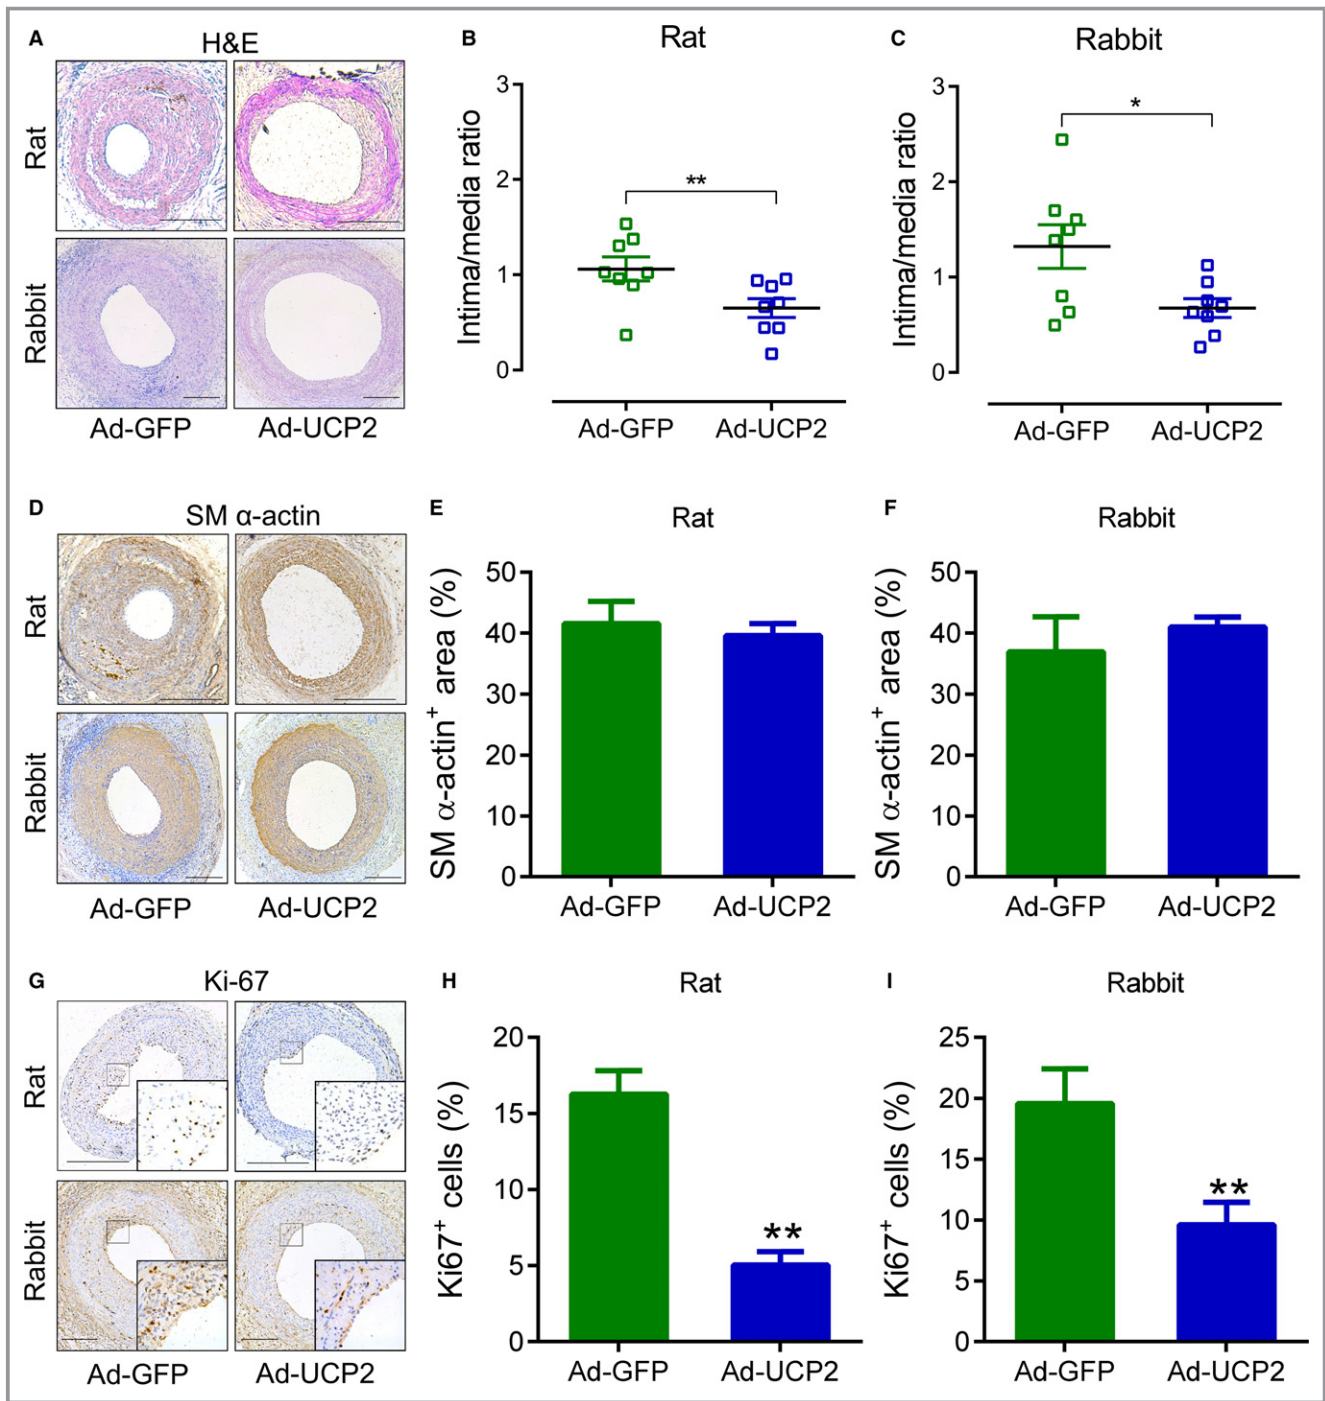 A
H&E
Rat
Rabbit
Ad-GFP Ad-UCP2
B
Rat
Intima/media ratio
3
2
1
0
**
Ad-GFP Ad-UCP2
C
Rabbit
Intima/media ratio
3
2
1
0
*
Ad-GFP Ad-UCP2
D
SM α-actin
Rat
Rabbit
Ad-GFP Ad-UCP2
E
Rat
SM α-actin⁺ area (%)
50
40
30
20
10
0
Ad-GFP Ad-UCP2
F
Rabbit
SM α-actin⁺ area (%)
50
40
30
20
10
0
Ad-GFP Ad-UCP2
G
Ki-67
Rat
Rabbit
Ad-GFP Ad-UCP2
H
Rat
Ki67⁺ cells (%)
20
15
10
5
0
**
Ad-GFP Ad-UCP2
I
Rabbit
Ki67⁺ cells (%)
25
20
15
10
5
0
**
Ad-GFP Ad-UCP2